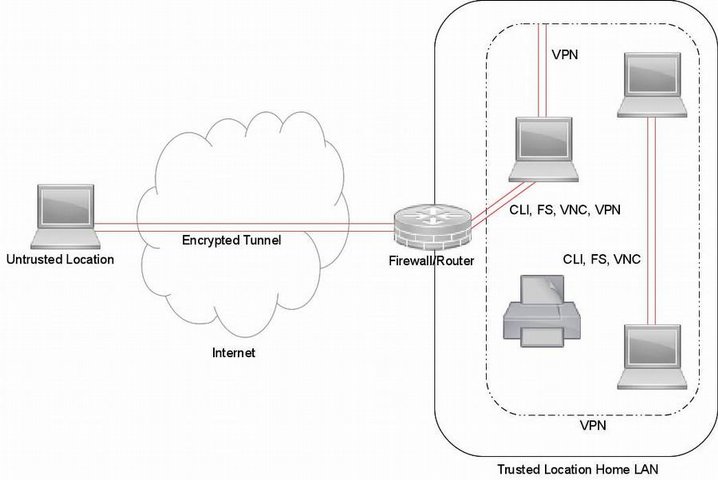 VPN
CLI, FS, VNC, VPN
Encrypted Tunnel
Untrusted Location
Firewall/Router
CLI, FS, VNC
Internet
VPN
Trusted Location Home LAN